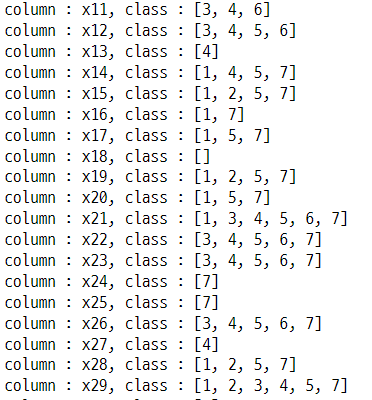 column : x11, class : [3, 4, 6]
column : x12, class : [3, 4, 5, 6]
column : x13, class : [4]
column : x14, class : [1, 4, 5, 7]
column : x15, class : [1, 2, 5, 7]
column : x16, class : [1, 7]
column : x17, class : [1, 5, 7]
column : x18, class : []
column : x19, class : [1, 2, 5, 7]
column : x20, class : [1, 5, 7]
column : x21, class : [1, 3, 4, 5, 6, 7]
column : x22, class : [3, 4, 5, 6, 7]
column : x23, class : [3, 4, 5, 6, 7]
column : x24, class : [7]
column : x25, class : [7]
column : x26, class : [3, 4, 5, 6, 7]
column : x27, class : [4]
column : x28, class : [1, 2, 5, 7]
column : x29, class : [1, 2, 3, 4, 5, 7]